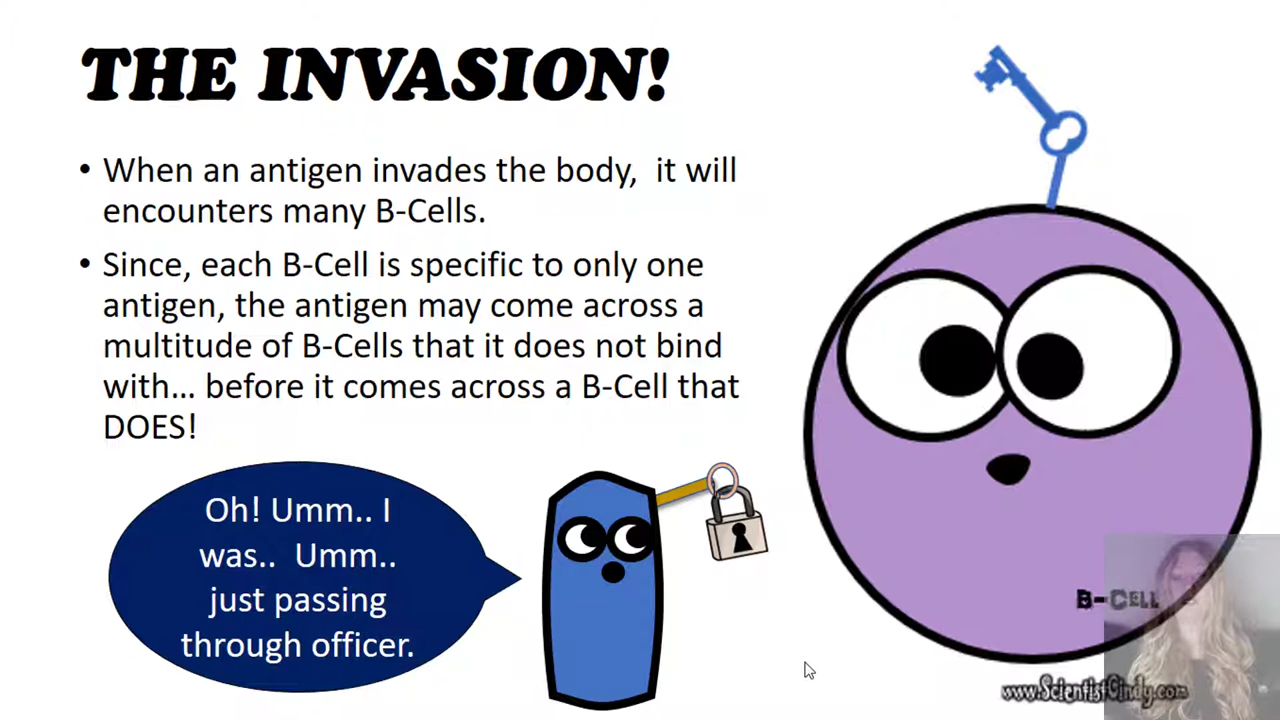 THE INVASION!
• When an antigen invades the body,  it will
encounters many B-Cells.
• Since, each B-Cell is specific to only one
antigen, the antigen may come across a
multitude of B-Cells that it does not bind
with... before it comes across a B-Cell that
DOES!
Oh! Umm.. I
was..  Umm..
just passing
through officer.
B-CELL
www.ScientistCindy.com